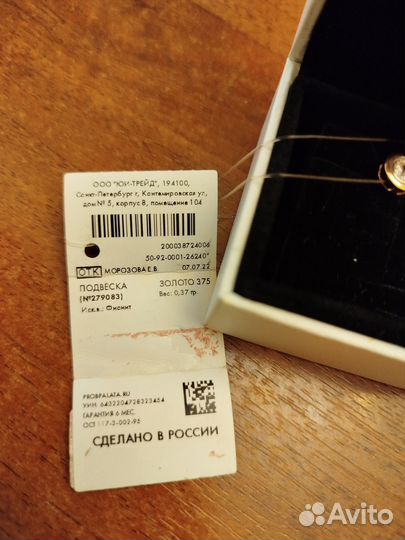 ООО "ЮИ-ТРЕЙД", 194100,
Санкт-Петербург г, Кантемировская ул,
дом № 5, корпус 8, помещение 104
200038724006
50-92-0001-26240"
ОТК МОРОЗОВА Е.В. 07.07.22
ПОДВЕСКА ЗОЛОТО 375
(№279083) Вес: 0,37 гр.
Иск.в.: Фианит
PROBPALATA.RU
УИН: 6432204728323454
ГАРАНТИЯ 6 МЕС.
ОСТ 117-3-002-95
СДЕЛАНО В РОССИИ
Avito